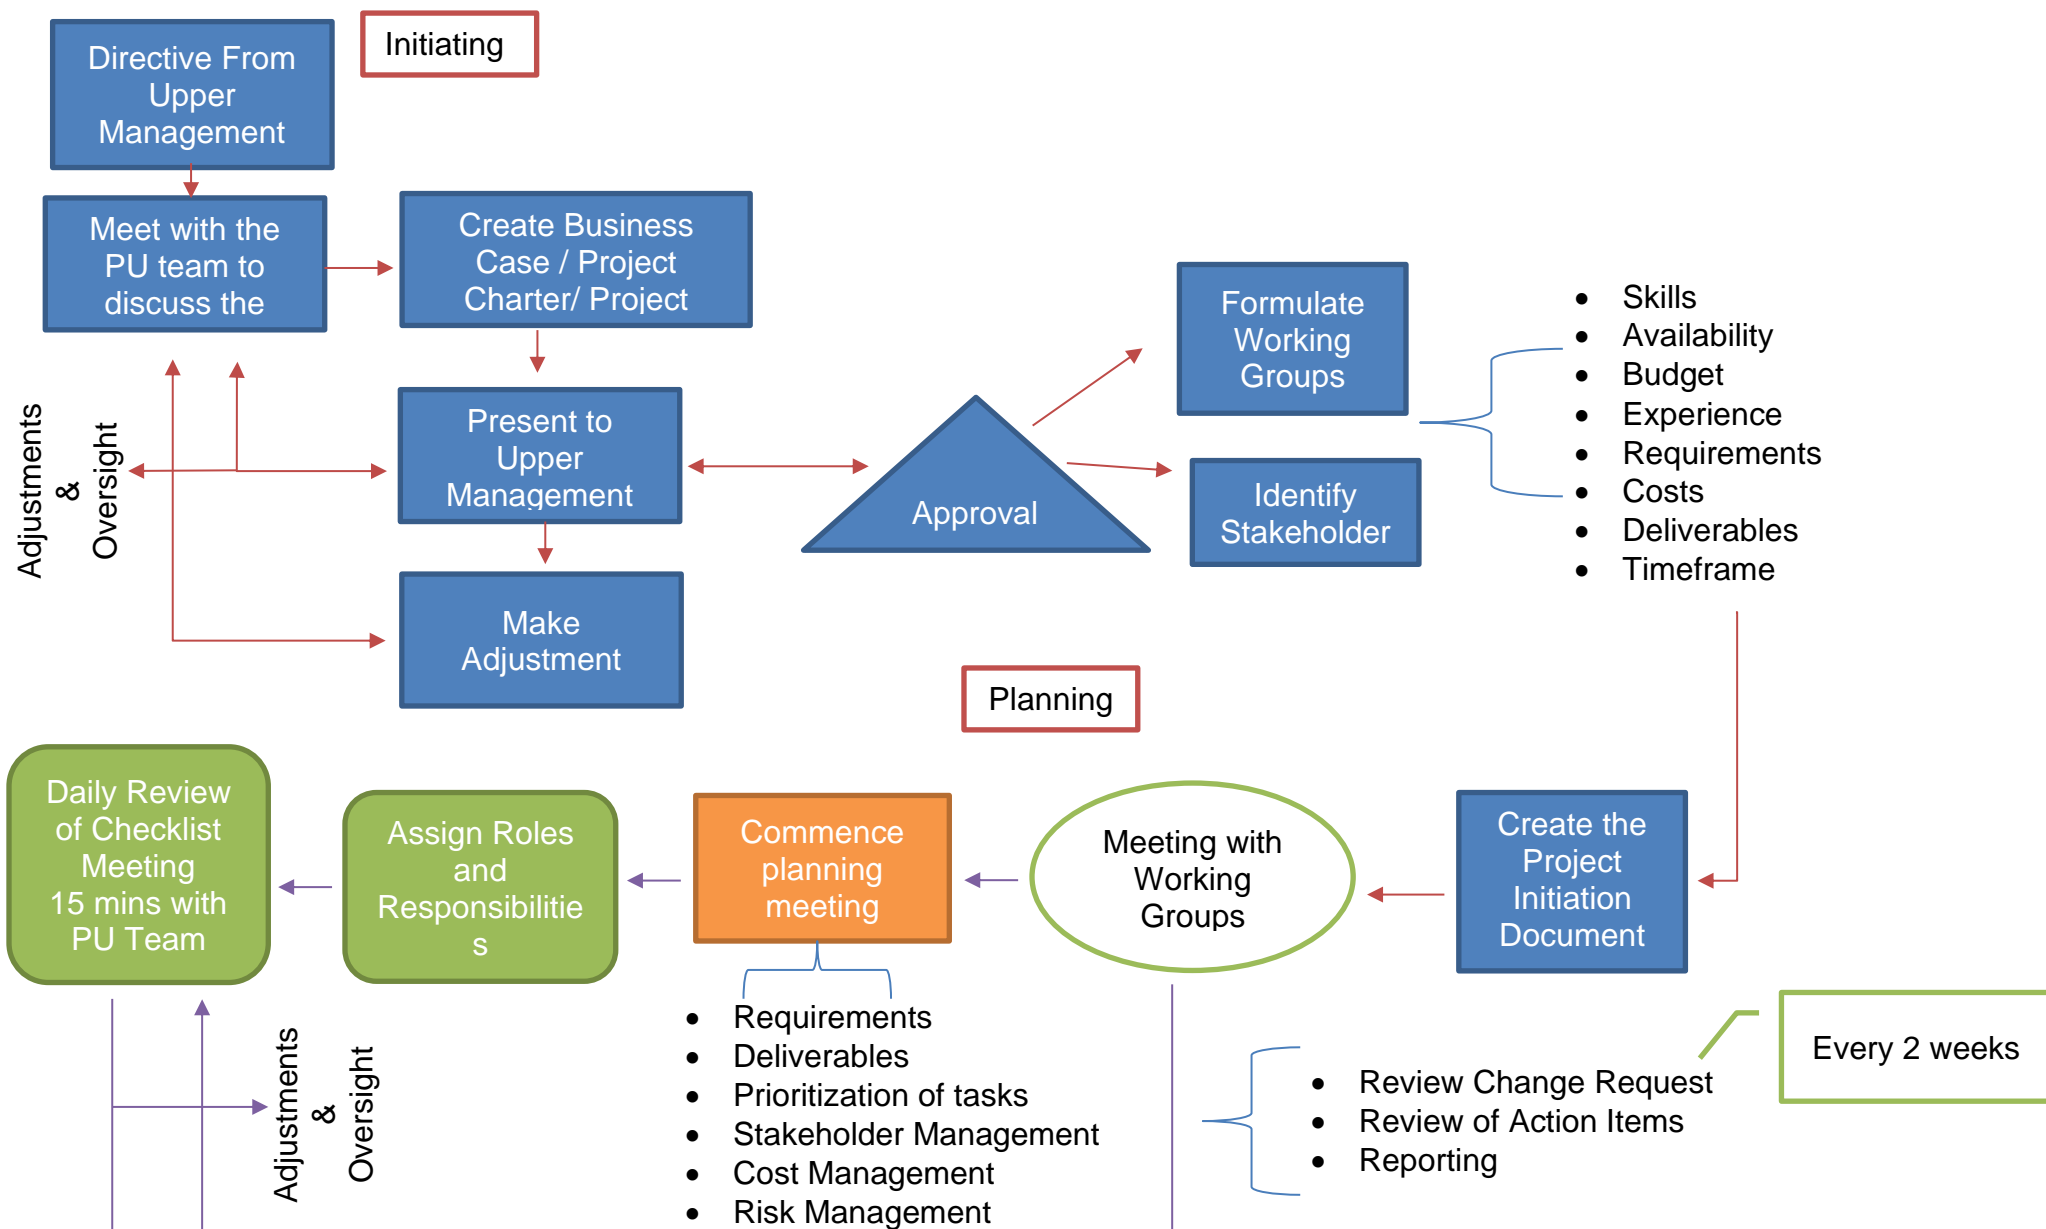 Initiating
Directive From
Upper
Management
Meet with the
PU team to
discuss the
Create Business
Case / Project
Charter/ Project
Adjustments
&
Oversight
Present to
Upper
Management
Make
Adjustment
Approval
Formulate
Working
Groups
Identify
Stakeholder
• Skills
• Availability
• Budget
• Experience
• Requirements
• Costs
• Deliverables
• Timeframe
Planning
Create the
Project
Initiation
Document
Meeting with
Working
Groups
Commence
planning
meeting
Assign Roles
and
Responsibilitie
s
Daily Review
of Checklist
Meeting
15 mins with
PU Team
Adjustments
&
Oversight
• Requirements
• Deliverables
• Prioritization of tasks
• Stakeholder Management
• Cost Management
• Risk Management
• Review Change Request
• Review of Action Items
• Reporting
Every 2 weeks